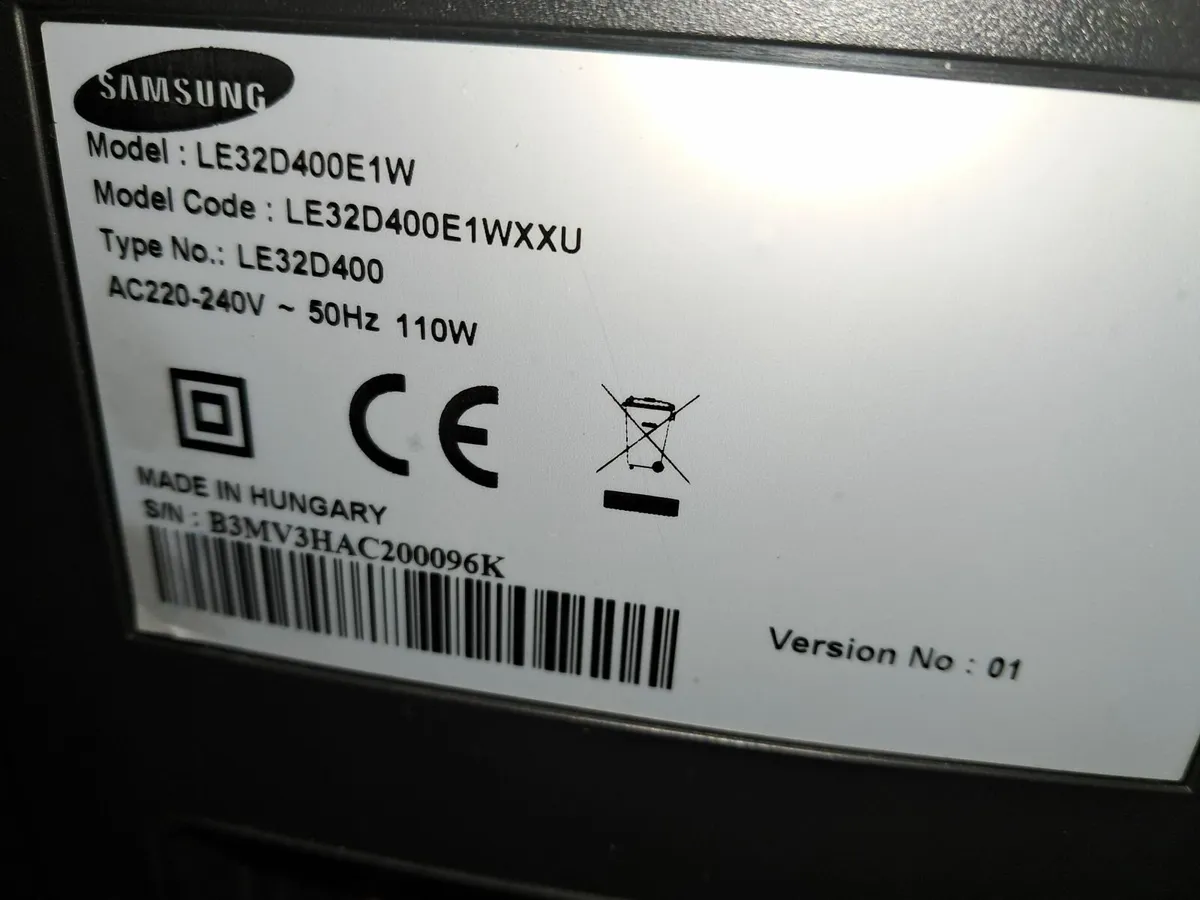 SAMSUNG
Model : LE32D400E1W
Model Code : LE32D400E1WXXU
Type No.: LE32D400
AC220-240V ~ 50Hz 110W
CE
MADE IN HUNGARY
S/N : B3MV3HAC200096K
Version No : 01